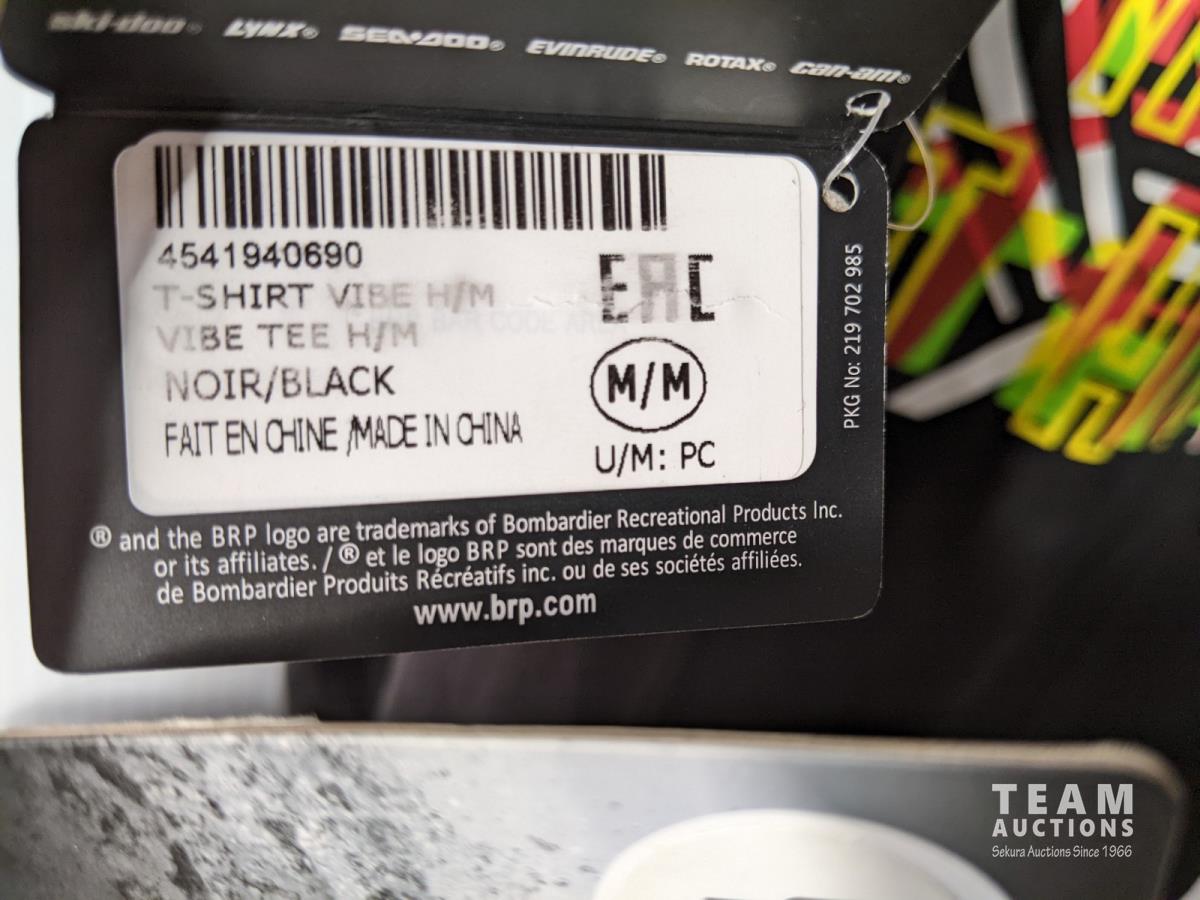 ski-doo® LYNX® SEA-DOO® EVINRUDE® ROTAX® can-am®
4541940690
T-SHIRT VIBE H/M
VIBE TEE H/M
NOIR/BLACK
FAIT EN CHINE /MADE IN CHINA
EAC
M/M
U/M: PC
PKG No: 219 702 985
® and the BRP logo are trademarks of Bombardier Recreational Products Inc.
or its affiliates. / ® et le logo BRP sont des marques de commerce
de Bombardier Produits Récréatifs inc. ou de ses sociétés affiliées.
www.brp.com
TEAM
AUCTIONS
Sekura Auctions Since 1966